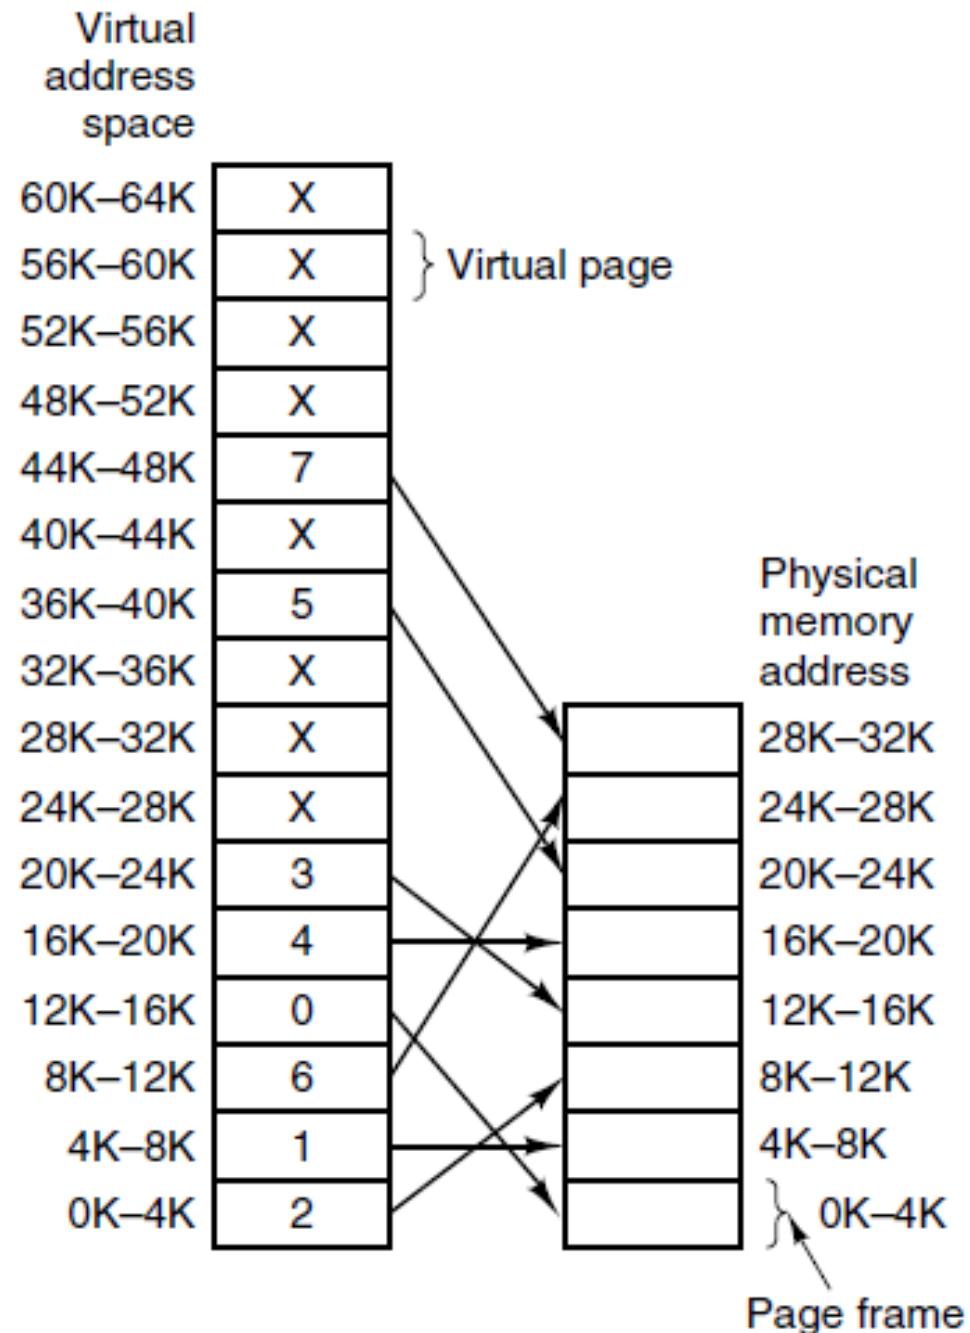 Virtual
address
space
60K–64K X
56K–60K X Virtual page
52K–56K X
48K–52K X
44K–48K 7
40K–44K X
36K–40K 5
32K–36K X
28K–32K X
24K–28K X
20K–24K 3
16K–20K 4
12K–16K 0
8K–12K 6
4K–8K 1
0K–4K 2
Physical
memory
address
28K–32K
24K–28K
20K–24K
16K–20K
12K–16K
8K–12K
4K–8K
0K–4K
Page frame